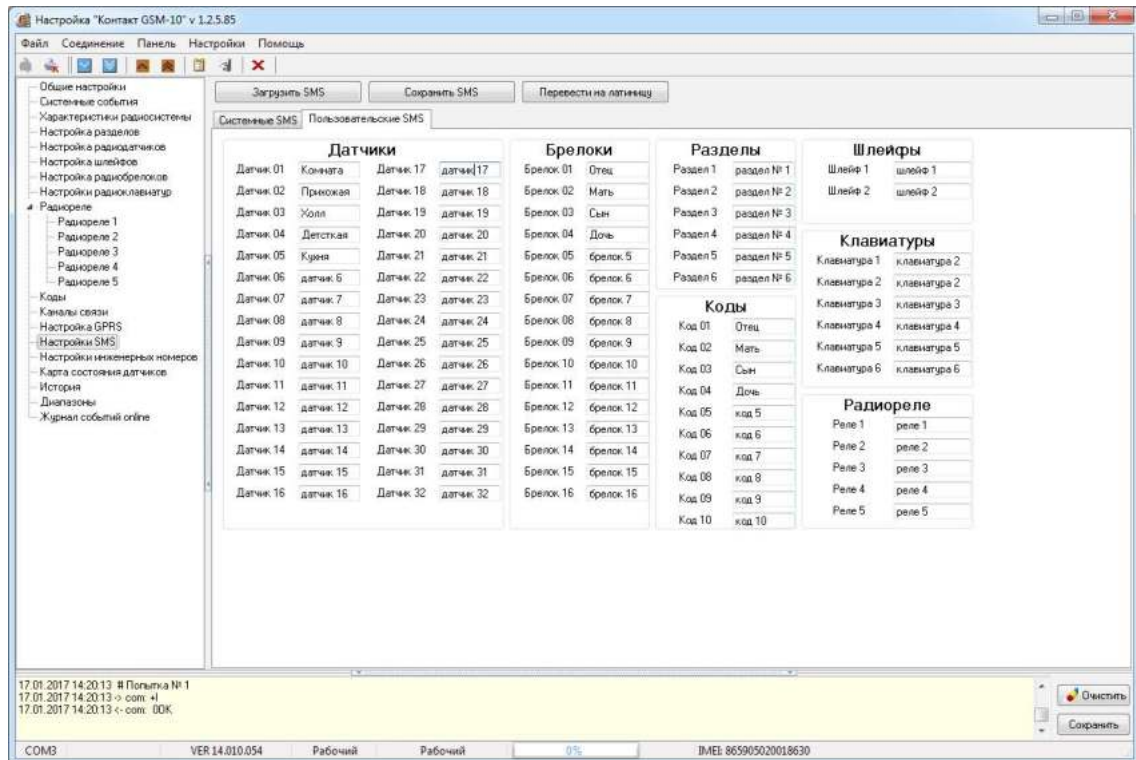 Настройка "Контакт GSM-10" v 1.2.5.85
Файл Соединение Панель Настройки Помощь
Общие настройки
Системные события
Характеристики радиосистемы
Настройка разделов
Настройка радиодатчиков
Настройка шлейфов
Настройка радиобрелоков
Настройки радиоклавиатур
Радиореле
Радиореле 1
Радиореле 2
Радиореле 3
Радиореле 4
Радиореле 5
Коды
Каналы связи
Настройка GPRS
Настройки SMS
Настройки инженерных номеров
Карта состояния датчиков
История
Диапазоны
Журнал событий online
Загрузить SMS Сохранить SMS Перевести на латиницу
Системные SMS Пользовательские SMS
Датчики
Датчик 01 Комната Датчик 17 датчик 17
Датчик 02 Прихожая Датчик 18 датчик 18
Датчик 03 Холл Датчик 19 датчик 19
Датчик 04 Детсткая Датчик 20 датчик 20
Датчик 05 Кухня Датчик 21 датчик 21
Датчик 06 датчик 6 Датчик 22 датчик 22
Датчик 07 датчик 7 Датчик 23 датчик 23
Датчик 08 датчик 8 Датчик 24 датчик 24
Датчик 09 датчик 9 Датчик 25 датчик 25
Датчик 10 датчик 10 Датчик 26 датчик 26
Датчик 11 датчик 11 Датчик 27 датчик 27
Датчик 12 датчик 12 Датчик 28 датчик 28
Датчик 13 датчик 13 Датчик 29 датчик 29
Датчик 14 датчик 14 Датчик 30 датчик 30
Датчик 15 датчик 15 Датчик 31 датчик 31
Датчик 16 датчик 16 Датчик 32 датчик 32
Брелоки
Брелок 01 Отец
Брелок 02 Мать
Брелок 03 Сын
Брелок 04 Дочь
Брелок 05 брелок 5
Брелок 06 брелок 6
Брелок 07 брелок 7
Брелок 08 брелок 8
Брелок 09 брелок 9
Брелок 10 брелок 10
Брелок 11 брелок 11
Брелок 12 брелок 12
Брелок 13 брелок 13
Брелок 14 брелок 14
Брелок 15 брелок 15
Брелок 16 брелок 16
Разделы
Раздел 1 раздел № 1
Раздел 2 раздел № 2
Раздел 3 раздел № 3
Раздел 4 раздел № 4
Раздел 5 раздел № 5
Раздел 6 раздел № 6
Коды
Код 01 Отец
Код 02 Мать
Код 03 Сын
Код 04 Дочь
Код 05 код 5
Код 06 код 6
Код 07 код 7
Код 08 код 8
Код 09 код 9
Код 10 код 10
Шлейфы
Шлейф 1 шлейф 1
Шлейф 2 шлейф 2
Клавиатуры
Клавиатура 1 клавиатура 2
Клавиатура 2 клавиатура 2
Клавиатура 3 клавиатура 3
Клавиатура 4 клавиатура 4
Клавиатура 5 клавиатура 5
Клавиатура 6 клавиатура 6
Радиореле
Реле 1 реле 1
Реле 2 реле 2
Реле 3 реле 3
Реле 4 реле 4
Реле 5 реле 5
17.01.2017 14:20:13 # Попытка № 1
17.01.2017 14:20:13 -> com: +I
17.01.2017 14:20:13 <- com: 00K
Очистить
Сохранить
COM3 VER 14.010.054 Рабочий Рабочий 0% IMEI: 865905020018630